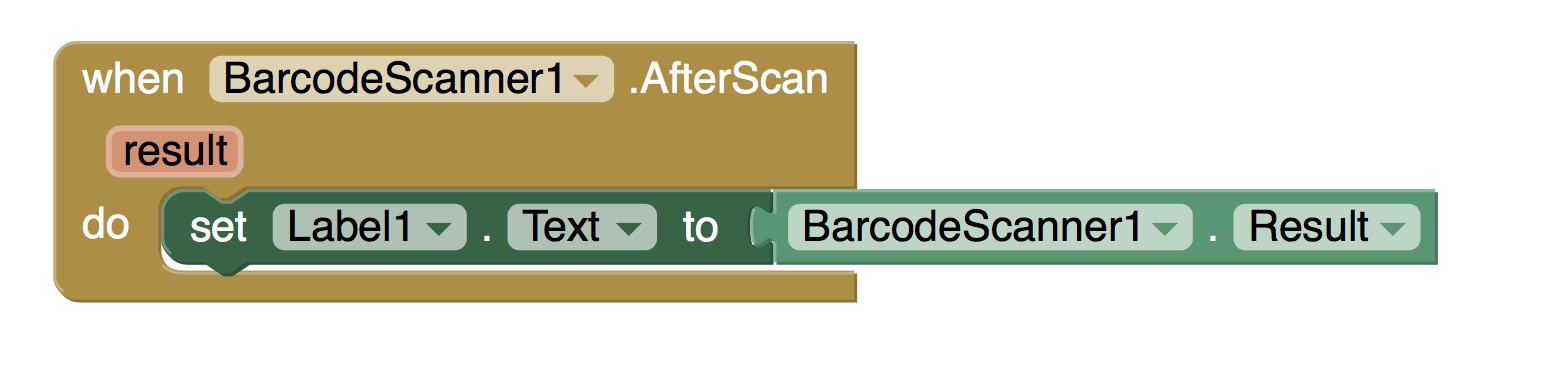 when BarcodeScanner1 .AfterScan
result
do set Label1 . Text to BarcodeScanner1 . Result